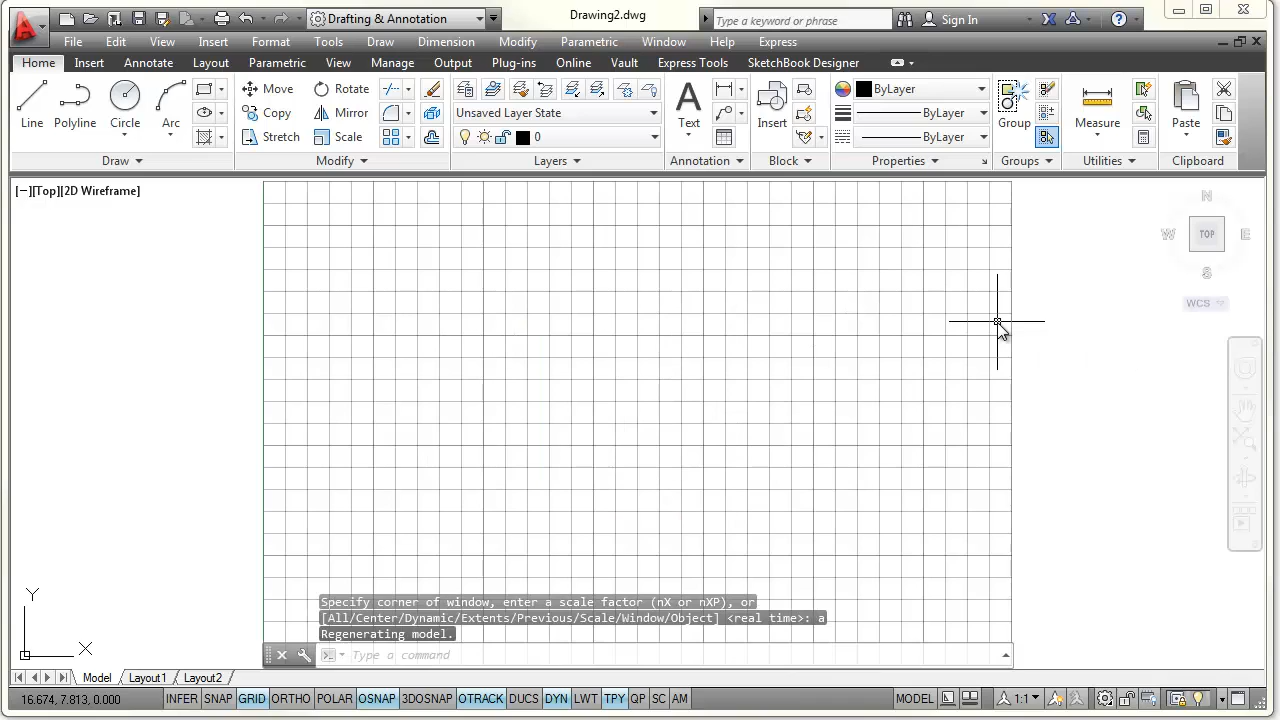 Drafting & Annotation
Drawing2.dwg
Type a keyword or phrase
Sign In
File Edit View Insert Format Tools Draw Dimension Modify Parametric Window Help Express
Home Insert Annotate Layout Parametric View Manage Output Plug-ins Online Vault Express Tools SketchBook Designer
Move Rotate
ByLayer
Line Polyline Circle Arc
Copy Mirror
Unsaved Layer State
Text
Insert
ByLayer
Group
Measure
Paste
Stretch Scale
0
ByLayer
Draw Modify Layers Annotation Block Properties Groups Utilities Clipboard
[−][Top][2D Wireframe]
N
W TOP E
S
WCS
Specify corner of window, enter a scale factor (nX or nXP), or
[All/Center/Dynamic/Extents/Previous/Scale/Window/Object] <real time>: a
Regenerating model.
Y
X
Type a command
Model Layout1 Layout2
16.674, 7.813, 0.000 INFER SNAP GRID ORTHO POLAR OSNAP 3DOSNAP OTRACK DUCS DYN LWT TPY QP SC AM MODEL 1:1